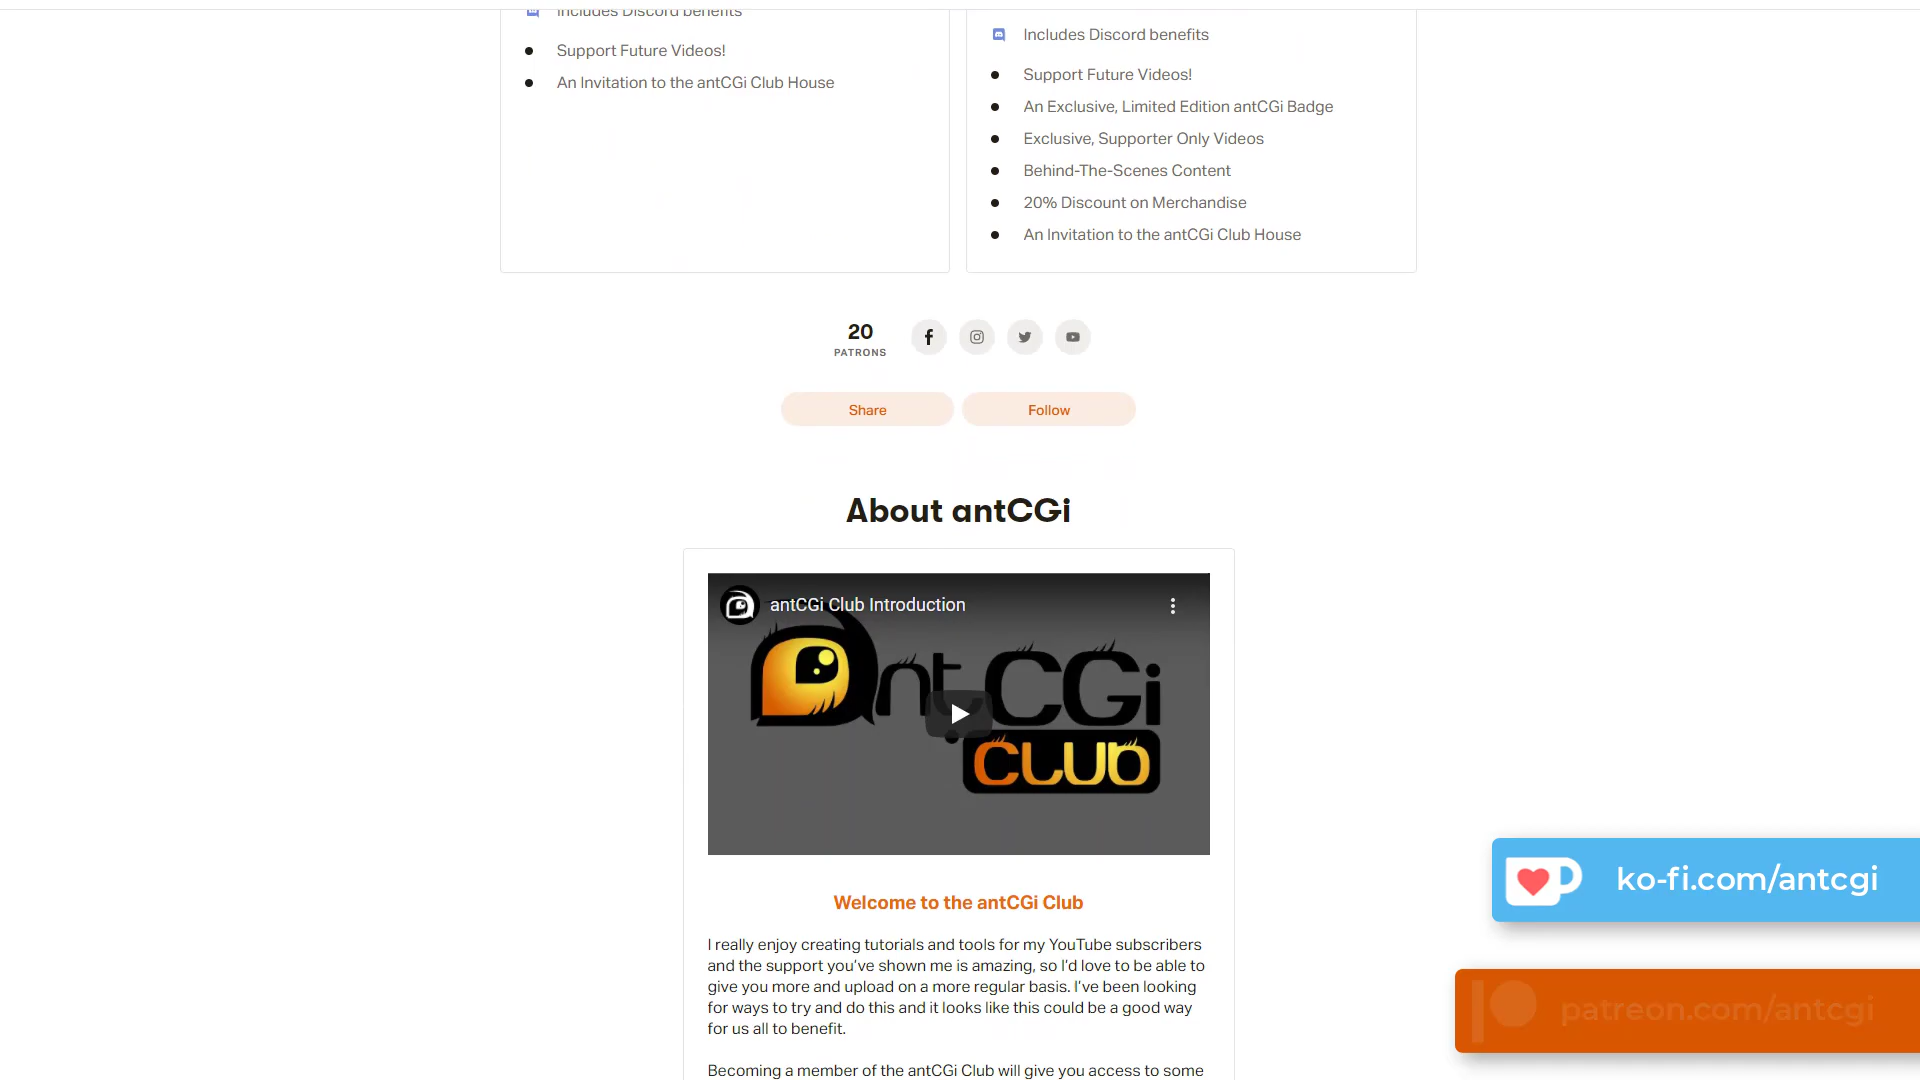 Includes Discord benefits
Support Future Videos!
An Invitation to the antCGi Club House
Includes Discord benefits
Support Future Videos!
An Exclusive, Limited Edition antCGi Badge
Exclusive, Supporter Only Videos
Behind-The-Scenes Content
20% Discount on Merchandise
An Invitation to the antCGi Club House
20
PATRONS
Share
Follow
About antCGi
antCGi Club Introduction
antCGi
CLUB
Welcome to the antCGi Club
I really enjoy creating tutorials and tools for my YouTube subscribers
and the support you’ve shown me is amazing, so I’d love to be able to
give you more and upload on a more regular basis. I’ve been looking
for ways to try and do this and it looks like this could be a good way
for us all to benefit.
Becoming a member of the antCGi Club will give you access to some
ko-fi.com/antcgi
patreon.com/antcgi